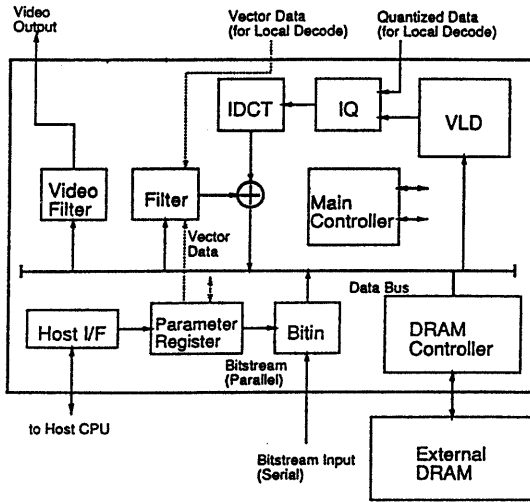 Video
Output
Vector Data
(for Local Decode)
Quantized Data
(for Local Decode)
IDCT
IQ
VLD
Video
Filter
Filter
Main
Controller
Vector
Data
Data Bus
Host I/F
Parameter
Register
Bitin
DRAM
Controller
Bitstream
(Parallel)
to Host CPU
Bitstream Input
(Serial)
External
DRAM